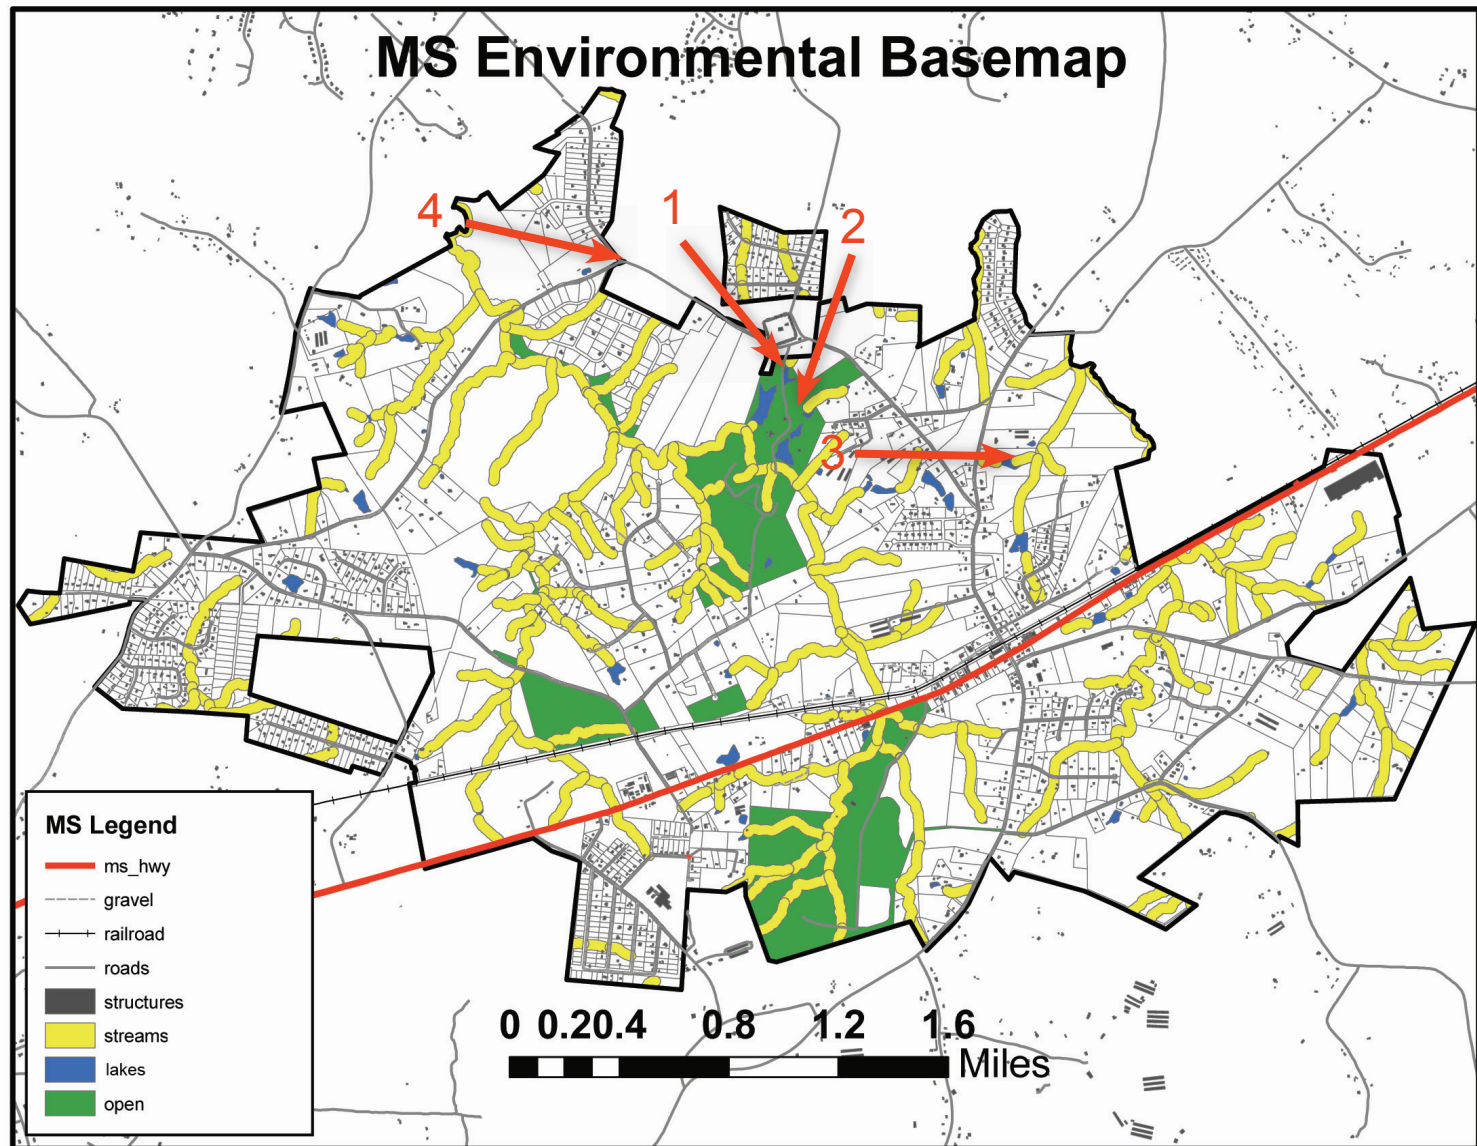 MS Environmental Basemap
4
1
2
3
MS Legend
ms_hwy
gravel
railroad
roads
structures
streams
lakes
open
0 0.20.4 0.8 1.2 1.6
Miles